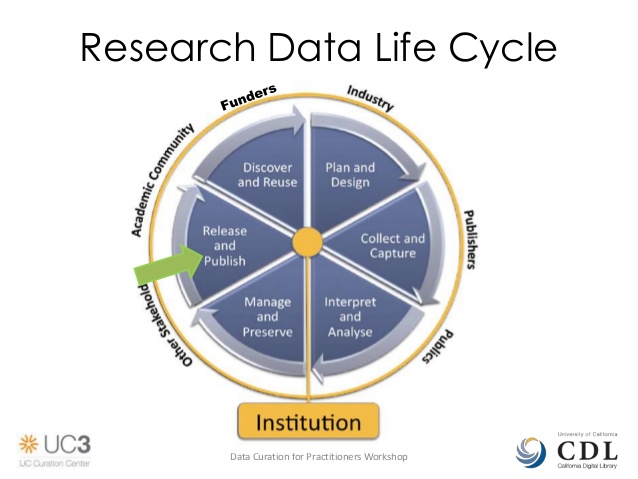 Research Data Life Cycle
Funders
Industry
Academic Community
Discover
and Reuse
Plan and
Design
Release
and
Publish
Collect and
Capture
Publishers
Manage
and
Preserve
Interpret
and
Analyse
Other Stakehold
Publics
Institution
UC3
UC Curation Center
Data Curation for Practitioners Workshop
University of California
CDL
California Digital Library